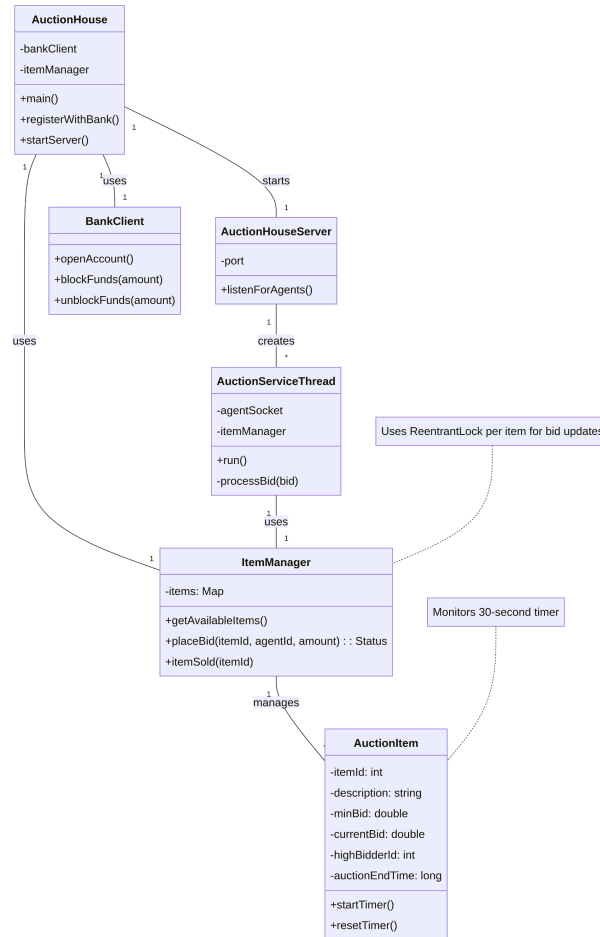 AuctionHouse
-bankClient
-itemManager
+main()
+registerWithBank()
+startServer()
1
1
1
uses
starts
1
1
BankClient
+openAccount()
+blockFunds(amount)
+unblockFunds(amount)
AuctionHouseServer
-port
+listenForAgents()
1
uses
creates
*
AuctionServiceThread
-agentSocket
-itemManager
+run()
-processBid(bid)
Uses ReentrantLock per item for bid updates
1
uses
1
1
ItemManager
-items: Map
+getAvailableItems()
+placeBid(itemId, agentId, amount) : : Status
+itemSold(itemId)
Monitors 30-second timer
1
manages
AuctionItem
-itemId: int
-description: string
-minBid: double
-currentBid: double
-highBidderId: int
-auctionEndTime: long
+startTimer()
+resetTimer()